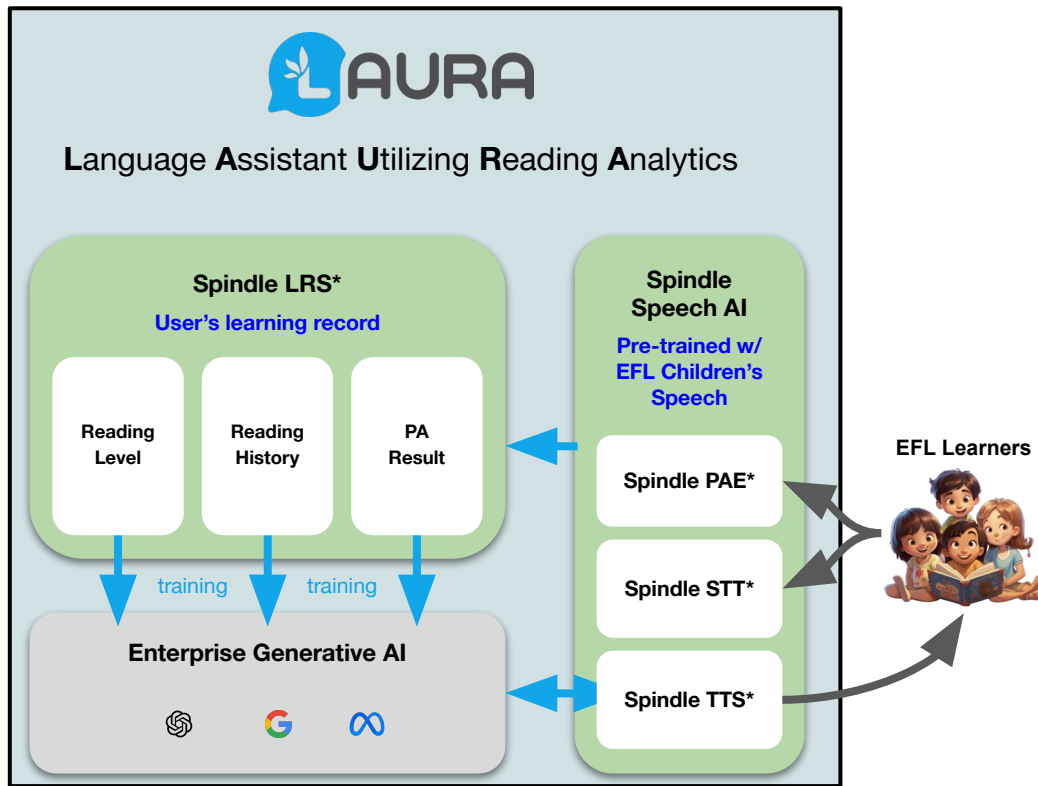 LAURA
Language Assistant Utilizing Reading Analytics
Spindle LRS*
User's learning record
Reading
Level
Reading
History
PA
Result
training
training
Enterprise Generative AI
Spindle
Speech AI
Pre-trained w/
EFL Children's
Speech
Spindle PAE*
Spindle STT*
Spindle TTS*
EFL Learners